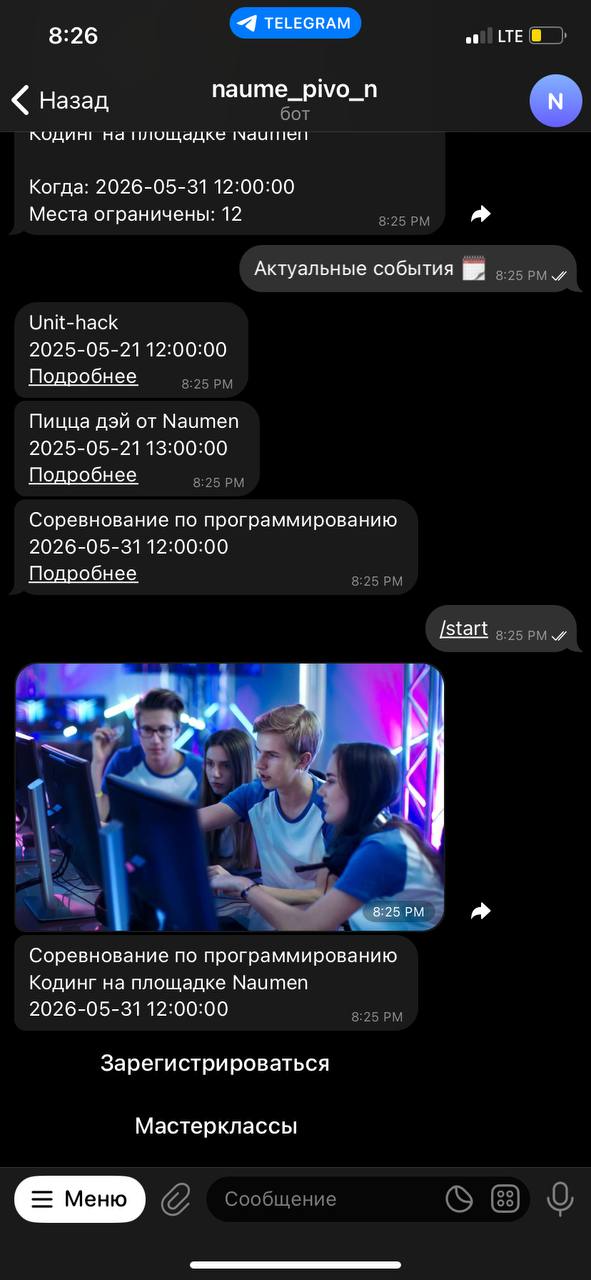 8:26
TELEGRAM
LTE
Назад
naume_pivo_n
бот
N
Кодинг на площадке Naumen
Когда: 2026-05-31 12:00:00
Места ограничены: 12
8:25 PM
Актуальные события
8:25 PM
Unit-hack
2025-05-21 12:00:00
Подробнее
8:25 PM
Пицца дэй от Naumen
2025-05-21 13:00:00
Подробнее
8:25 PM
Соревнование по программированию
2026-05-31 12:00:00
Подробнее
8:25 PM
/start
8:25 PM
8:25 PM
Соревнование по программированию
Кодинг на площадке Naumen
2026-05-31 12:00:00
8:25 PM
Зарегистрироваться
Мастерклассы
Меню
Сообщение